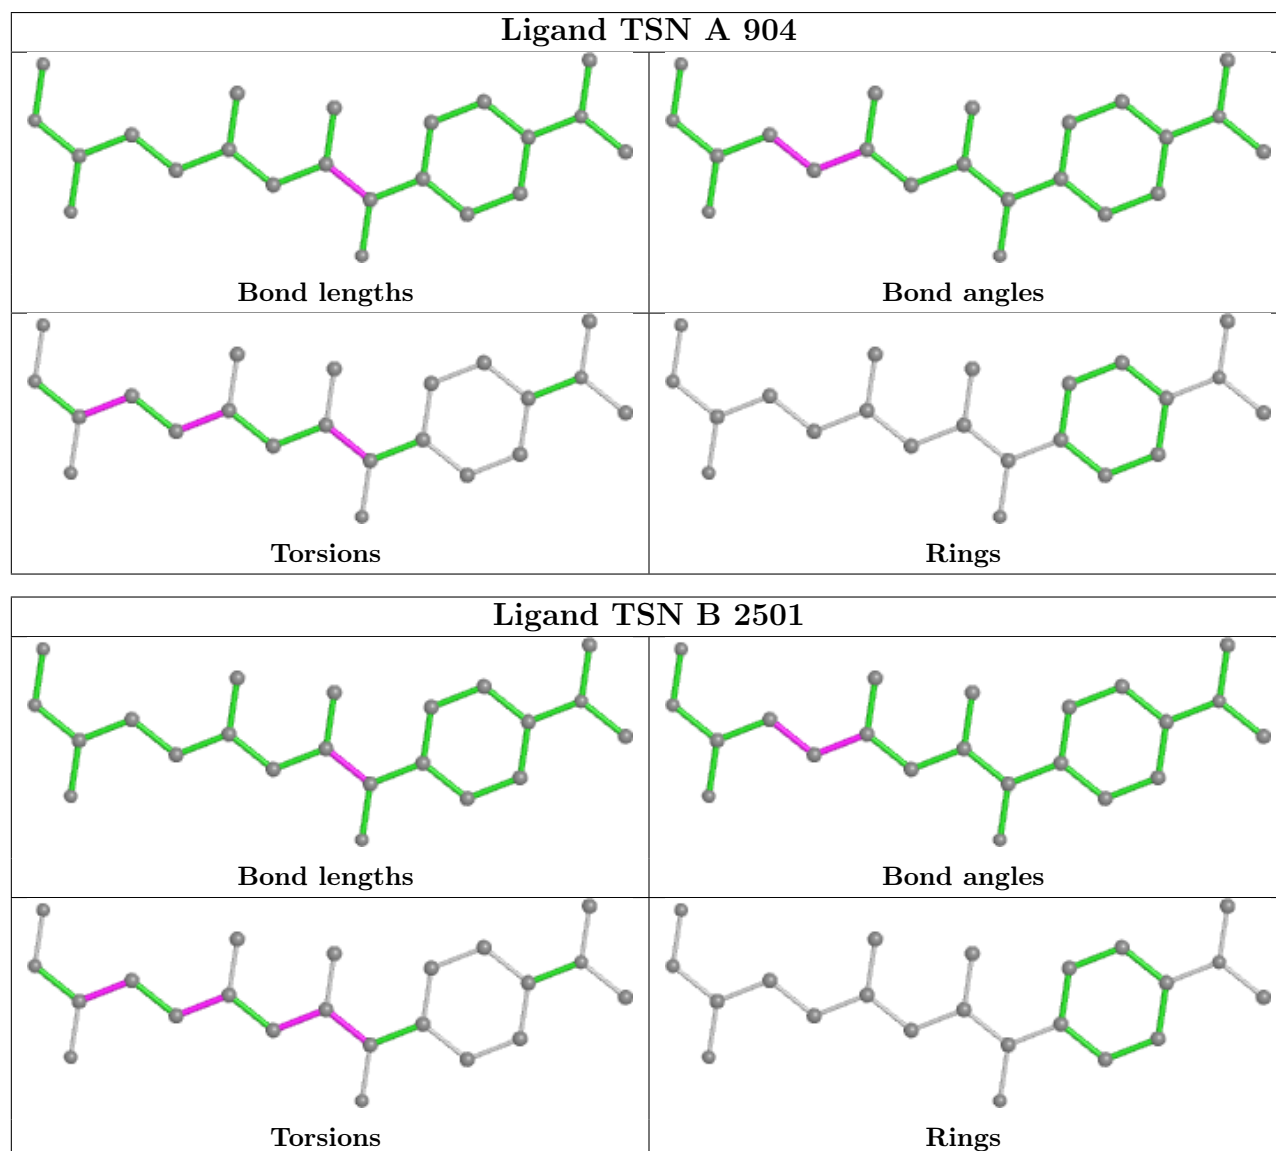 Ligand TSN A 904
Bond lengths
Bond angles
Torsions
Rings
Ligand TSN B 2501
Bond lengths
Bond angles
Torsions
Rings